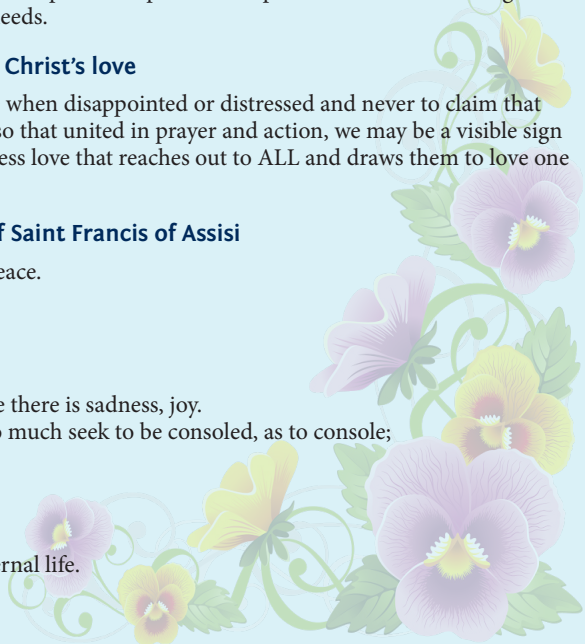 eeds.
Christ's love
when disappointed or distressed and never to claim that
so that united in prayer and action, we may be a visible sign
ess love that reaches out to ALL and draws them to love one
f Saint Francis of Assisi
eace.
e there is sadness, joy.
o much seek to be consoled, as to console;
ernal life.